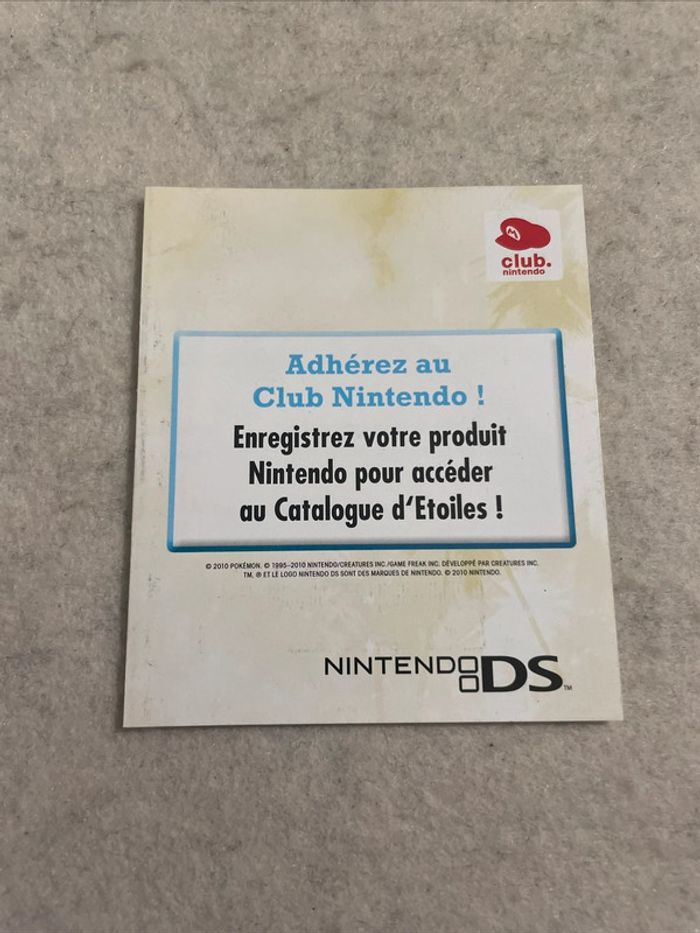 M
club.
nintendo
Adhérez au
Club Nintendo !
Enregistrez votre produit
Nintendo pour accéder
au Catalogue d'Etoiles !
© 2010 POKÉMON. © 1995–2010 NINTENDO/CREATURES INC./GAME FREAK INC. DÉVELOPPÉ PAR CREATURES INC.
TM, ® ET LE LOGO NINTENDO DS SONT DES MARQUES DE NINTENDO. © 2010 NINTENDO.
NINTENDO DS™